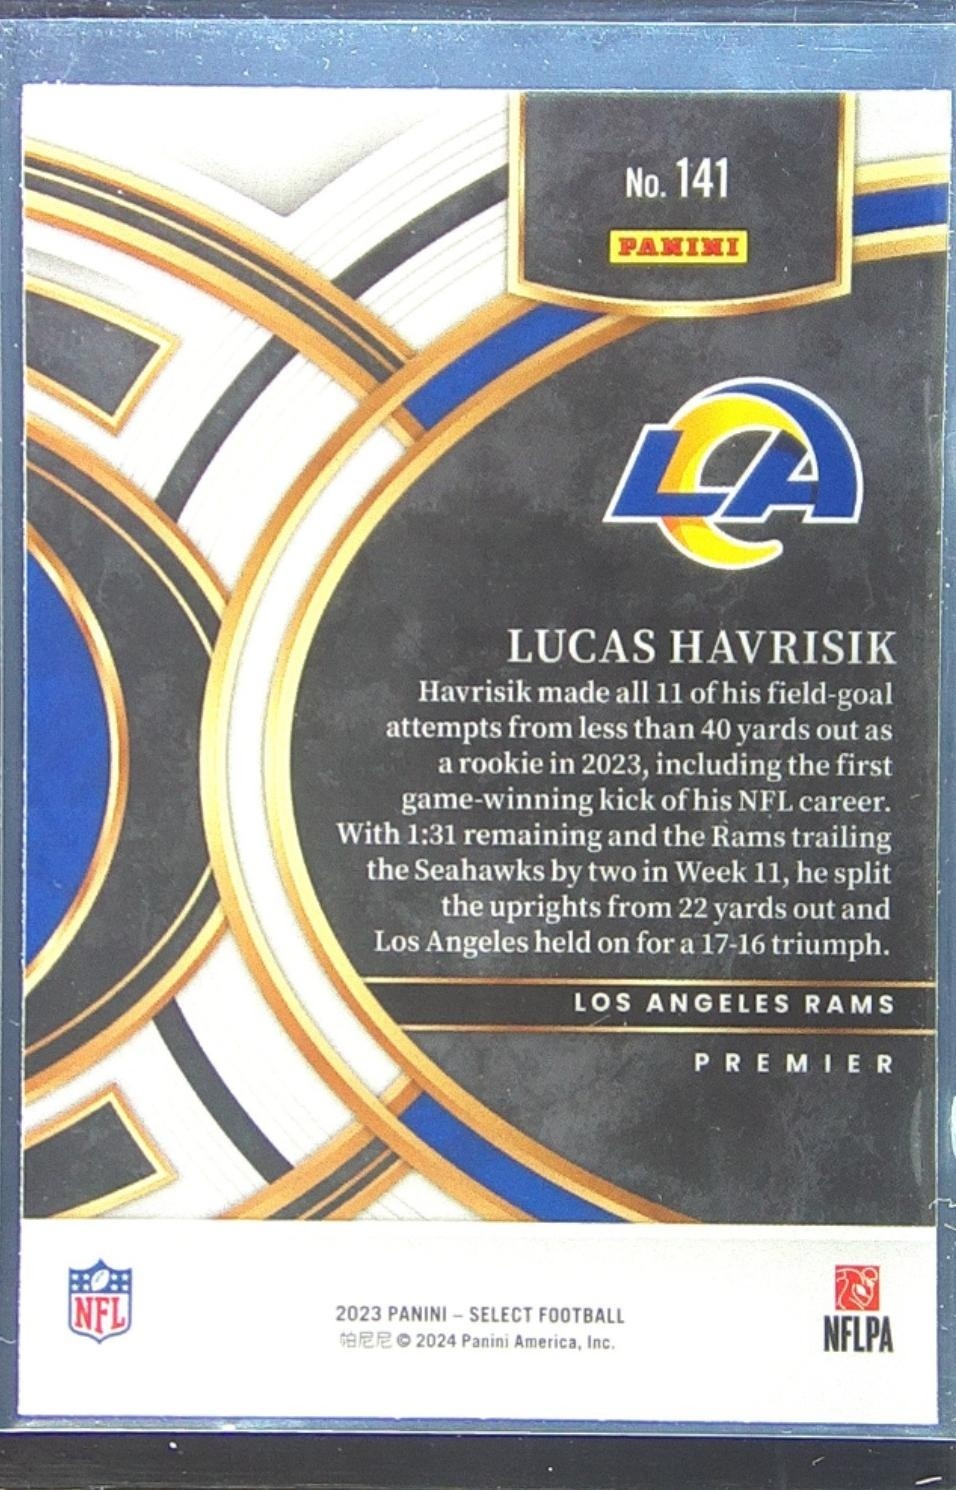 No. 141
PANINI
LA
LUCAS HAVRISIK
Havrisik made all 11 of his field-goal
attempts from less than 40 yards out as
a rookie in 2023, including the first
game-winning kick of his NFL career.
With 1:31 remaining and the Rams trailing
the Seahawks by two in Week 11, he split
the uprights from 22 yards out and
Los Angeles held on for a 17-16 triumph.
LOS ANGELES RAMS
PREMIER
NFL
2023 PANINI – SELECT FOOTBALL
帕尼尼 © 2024 Panini America, Inc.
NFLPA